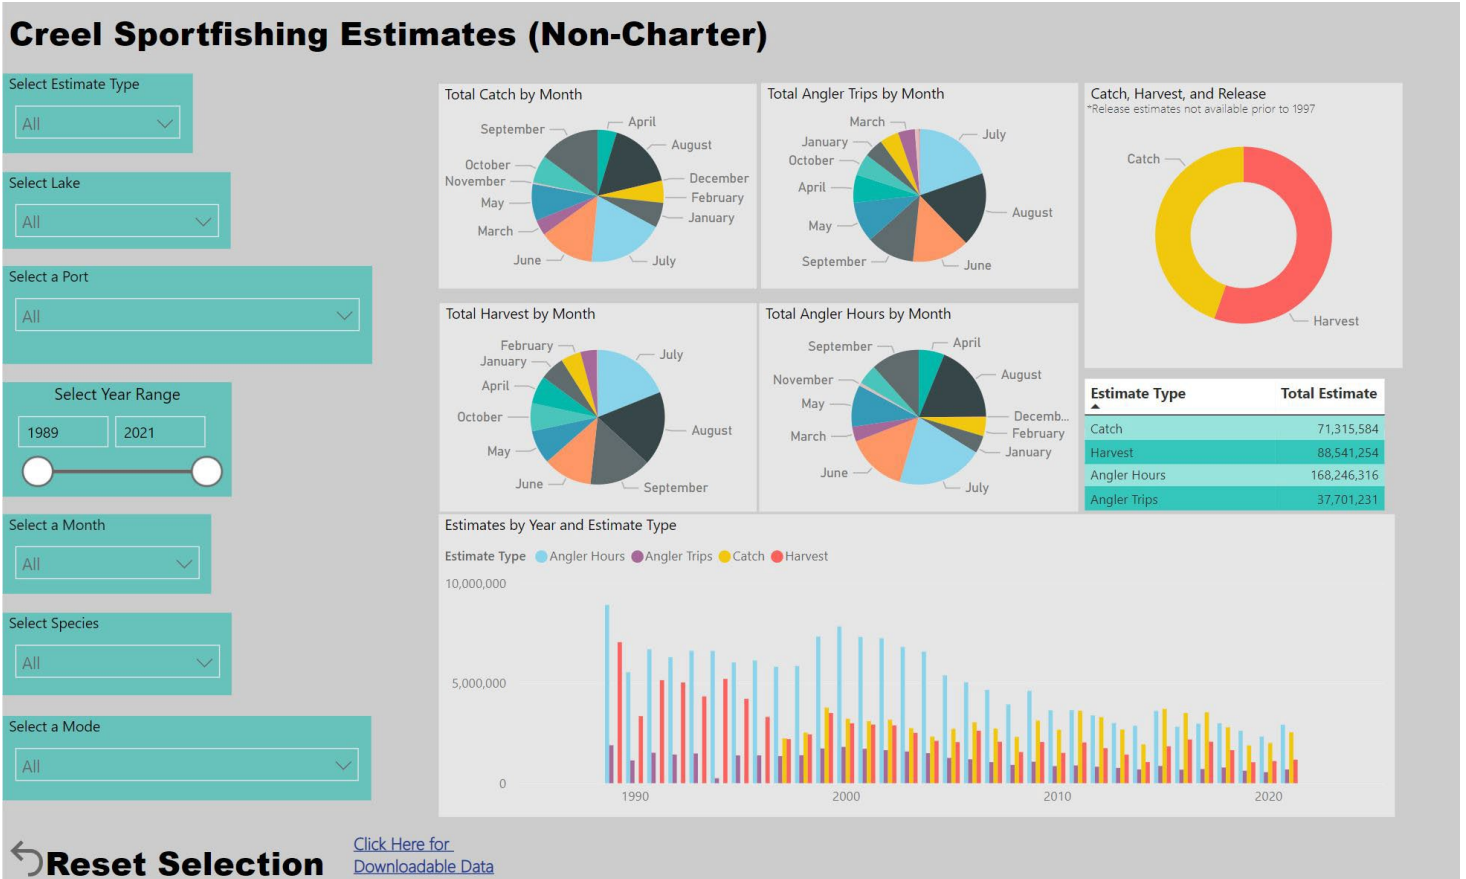 Creel Sportfishing Estimates (Non-Charter)
Select Estimate Type
All
Select Lake
All
Select a Port
All
Select Year Range
1989
2021
Select a Month
All
Select Species
All
Select a Mode
All
Reset Selection
Click Here for
Downloadable Data
Total Catch by Month
April
August
December
February
January
July
June
March
May
November
October
September
Total Angler Trips by Month
March
January
October
April
May
September
July
August
June
Catch, Harvest, and Release
*Release estimates not available prior to 1997
Catch
Harvest
Total Harvest by Month
February
January
April
October
May
June
July
August
September
Total Angler Hours by Month
September
November
May
March
June
April
August
Decemb...
February
January
July
Estimate Type Total Estimate
Catch 71,315,584
Harvest 88,541,254
Angler Hours 168,246,316
Angler Trips 37,701,231
Estimates by Year and Estimate Type
Estimate Type Angler Hours Angler Trips Catch Harvest
10,000,000
5,000,000
0
1990 2000 2010 2020